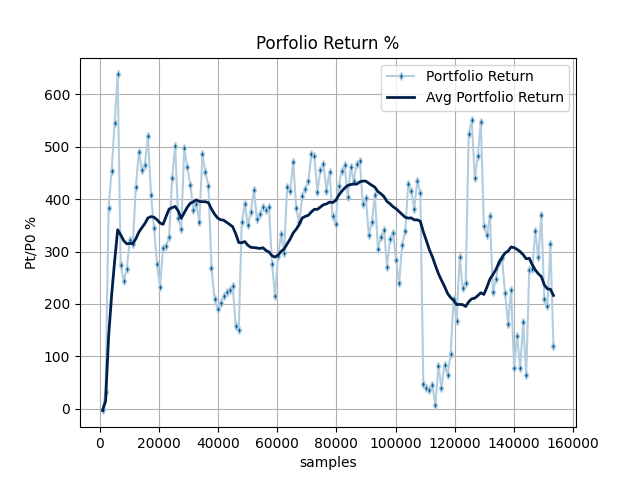 Porfolio Return %
Portfolio Return
Avg Portfolio Return
Pt/P0 %
600
500
400
300
200
100
0
0 20000 40000 60000 80000 100000 120000 140000 160000
samples